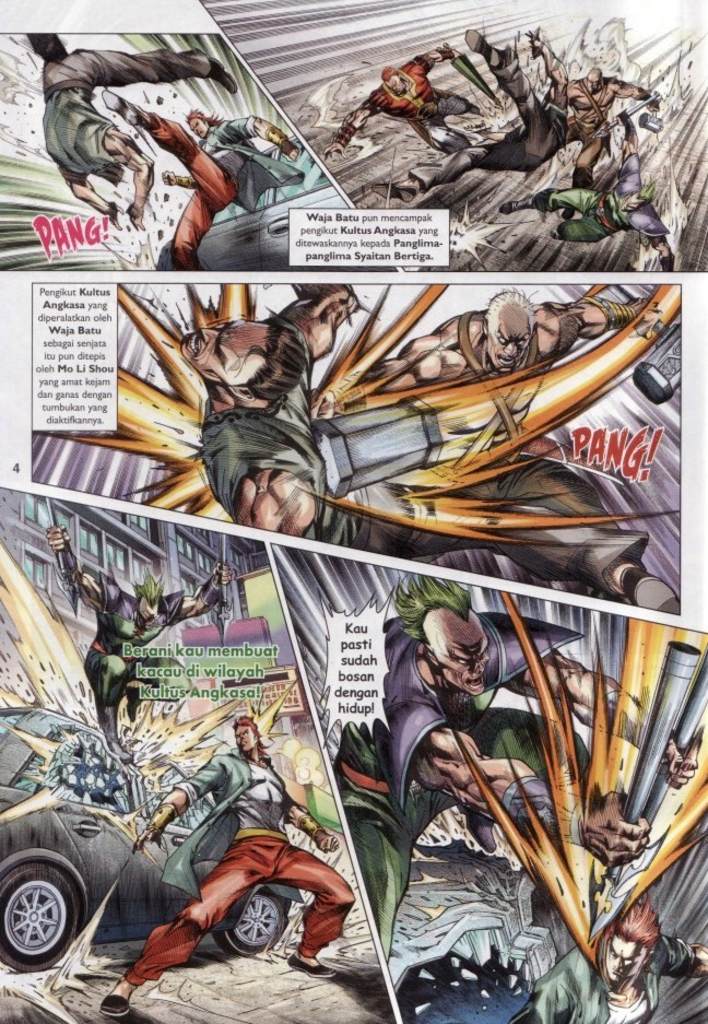 PANG!
Waja Batu pun mencampak
pengikut Kultus Angkasa yang
ditewaskannya kepada Panglima-
panglima Syaitan Bertiga.
Pengikut Kultus
Angkasa yang
diperalatkan oleh
Waja Batu
sebagai senjata
itu pun ditepis
oleh Mo Li Shou
yang amat kejam
dan ganas dengan
tumbukan yang
diaktifkannya.
PANG!
4
Berani kau membuat
kacau di wilayah
Kultus Angkasa!
Kau
pasti
sudah
bosan
dengan
hidup!